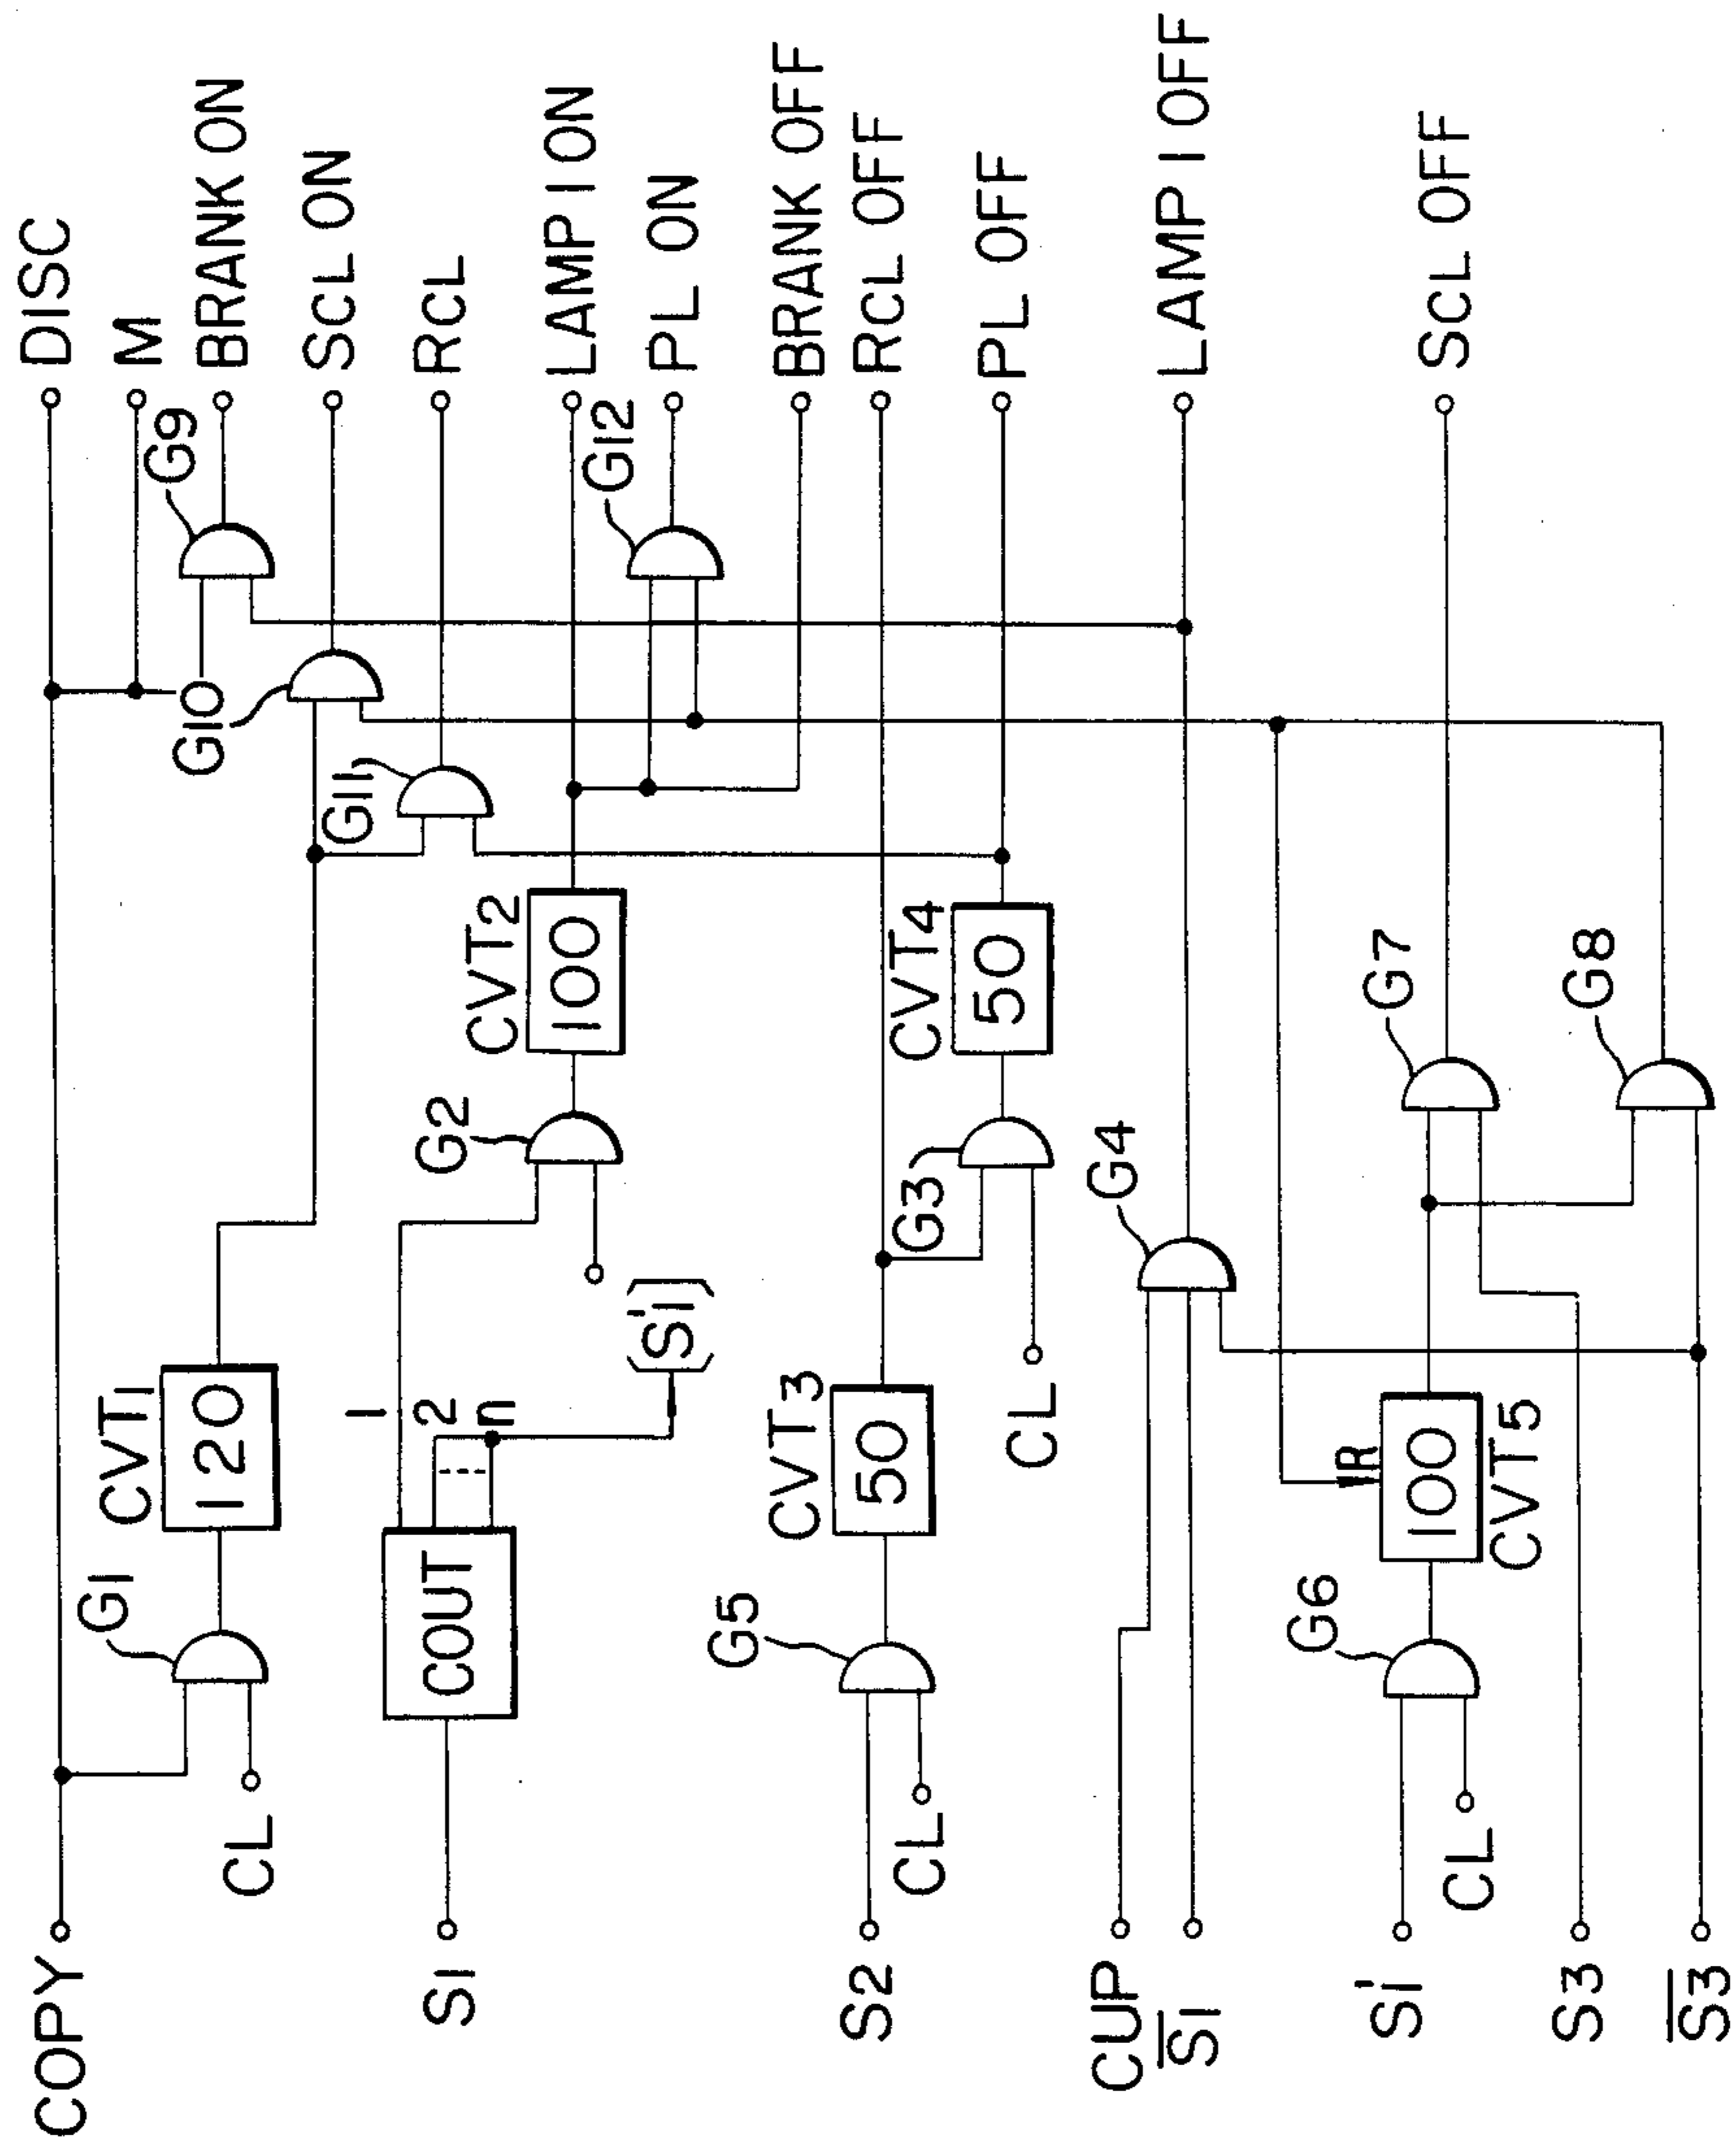 COPY
G1
CL
CVT1
120
DISC
M
G9
BRANK ON
G10
SCL ON
G11
RCL
S1
COUT
1
2
n
(S'1)
G2
CVT2
100
LAMP 1 ON
G12
PL ON
BRANK OFF
S2
CL
G5
CVT3
50
RCL OFF
G3
CL
CVT4
50
PL OFF
CUP
S̅1̅
G4
LAMP 1 OFF
S1'
CL
G6
R
100
CVT5
G7
SCL OFF
S3
S̅3̅
G8